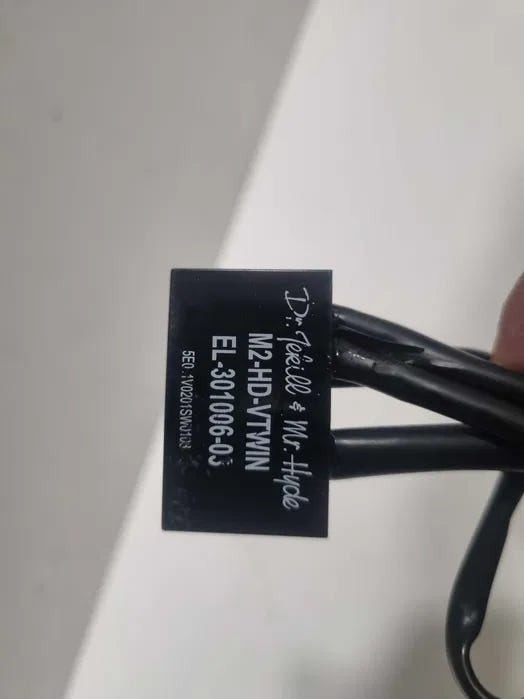 Dr. Jekill & Mr. Hyde
M2-HD-VTWIN
EL-301006-03